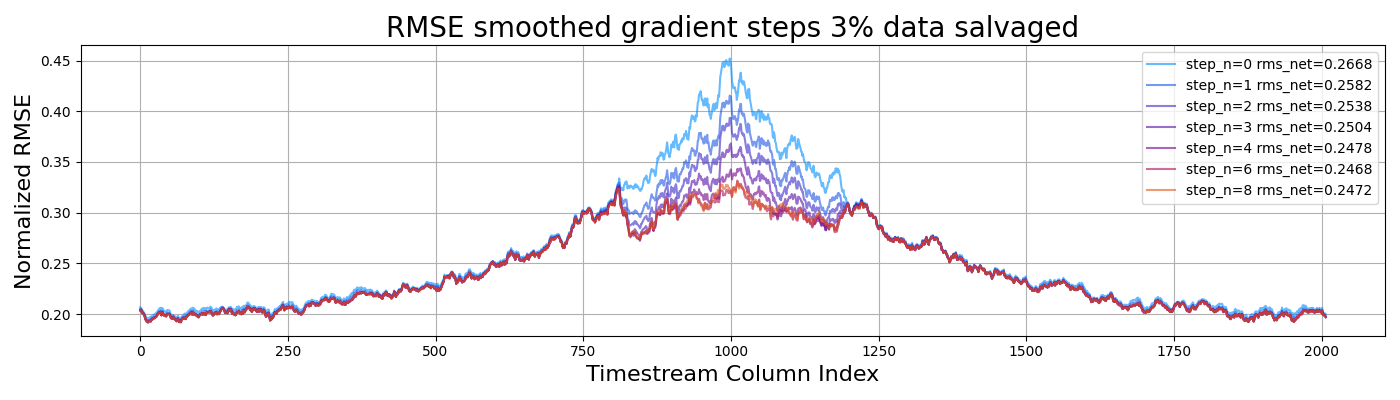 RMSE smoothed gradient steps 3% data salvaged
Normalized RMSE
0.45
0.40
0.35
0.30
0.25
0.20
step_n=0 rms_net=0.2668
step_n=1 rms_net=0.2582
step_n=2 rms_net=0.2538
step_n=3 rms_net=0.2504
step_n=4 rms_net=0.2478
step_n=6 rms_net=0.2468
step_n=8 rms_net=0.2472
0 250 500 750 1000 1250 1500 1750 2000
Timestream Column Index